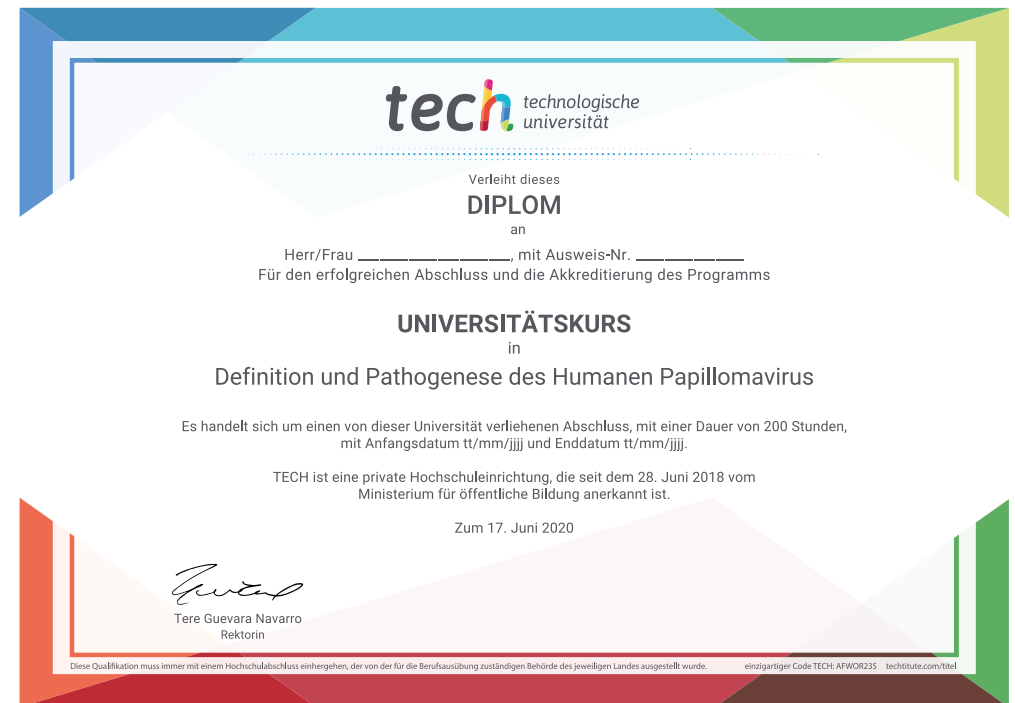 tech technologische
universität
Verleiht dieses
DIPLOM
an
Herr/Frau ___________________, mit Ausweis-Nr. ______________
Für den erfolgreichen Abschluss und die Akkreditierung des Programms
UNIVERSITÄTSKURS
in
Definition und Pathogenese des Humanen Papillomavirus
Es handelt sich um einen von dieser Universität verliehenen Abschluss, mit einer Dauer von 200 Stunden,
mit Anfangsdatum tt/mm/jjjj und Enddatum tt/mm/jjjj.
TECH ist eine private Hochschuleinrichtung, die seit dem 28. Juni 2018 vom
Ministerium für öffentliche Bildung anerkannt ist.
Zum 17. Juni 2020
Tere Guevara Navarro
Rektorin
Diese Qualifikation muss immer mit einem Hochschulabschluss einhergehen, der von der für die Berufsausübung zuständigen Behörde des jeweiligen Landes ausgestellt wurde. einzigartiger Code TECH: AFWOR23S techtitute.com/titel